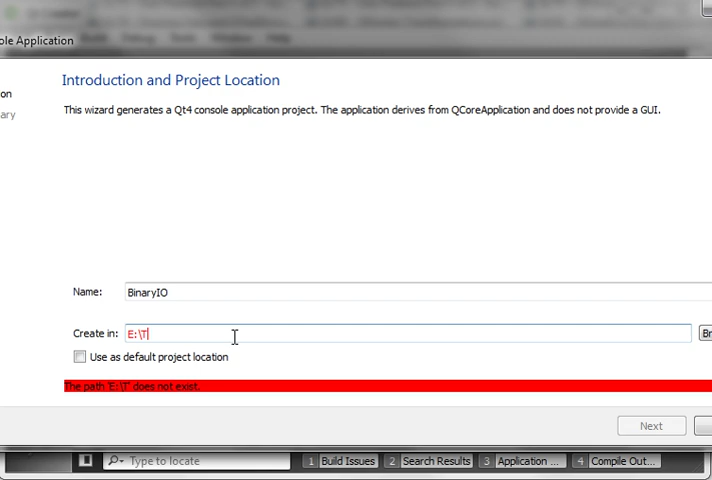 ole Application
on
ary
Introduction and Project Location
This wizard generates a Qt4 console application project. The application derives from QCoreApplication and does not provide a GUI.
Name: BinaryIO
Create in: E:\T
Br
Use as default project location
The path 'E:\T' does not exist.
Next
Type to locate 1 Build Issues 2 Search Results 3 Application ... 4 Compile Out...